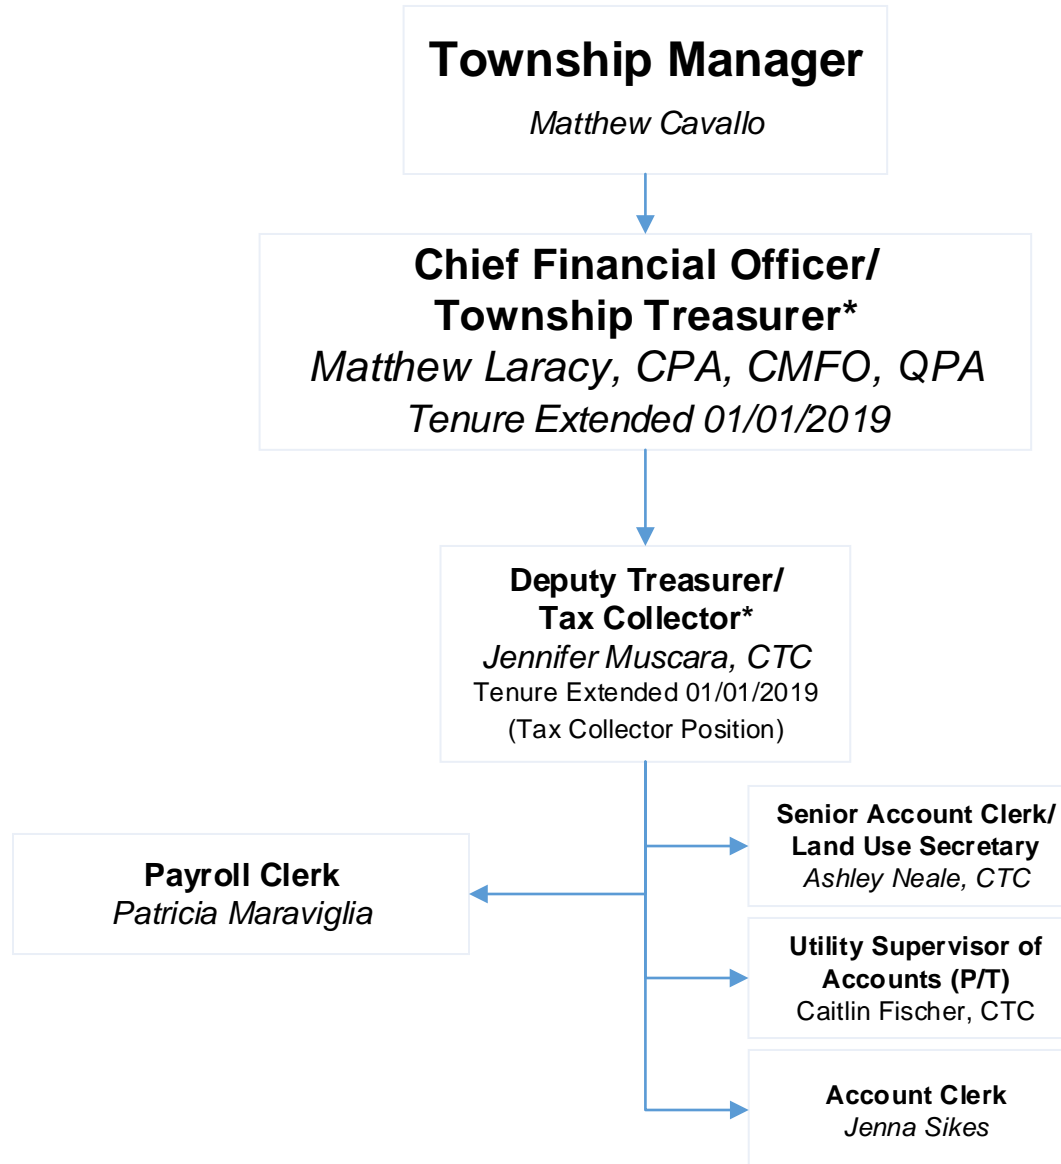 Township Manager
Matthew Cavallo
Chief Financial Officer/
Township Treasurer*
Matthew Laracy, CPA, CMFO, QPA
Tenure Extended 01/01/2019
Deputy Treasurer/
Tax Collector*
Jennifer Muscara, CTC
Tenure Extended 01/01/2019
(Tax Collector Position)
Payroll Clerk
Patricia Maraviglia
Senior Account Clerk/
Land Use Secretary
Ashley Neale, CTC
Utility Supervisor of
Accounts (P/T)
Caitlin Fischer, CTC
Account Clerk
Jenna Sikes